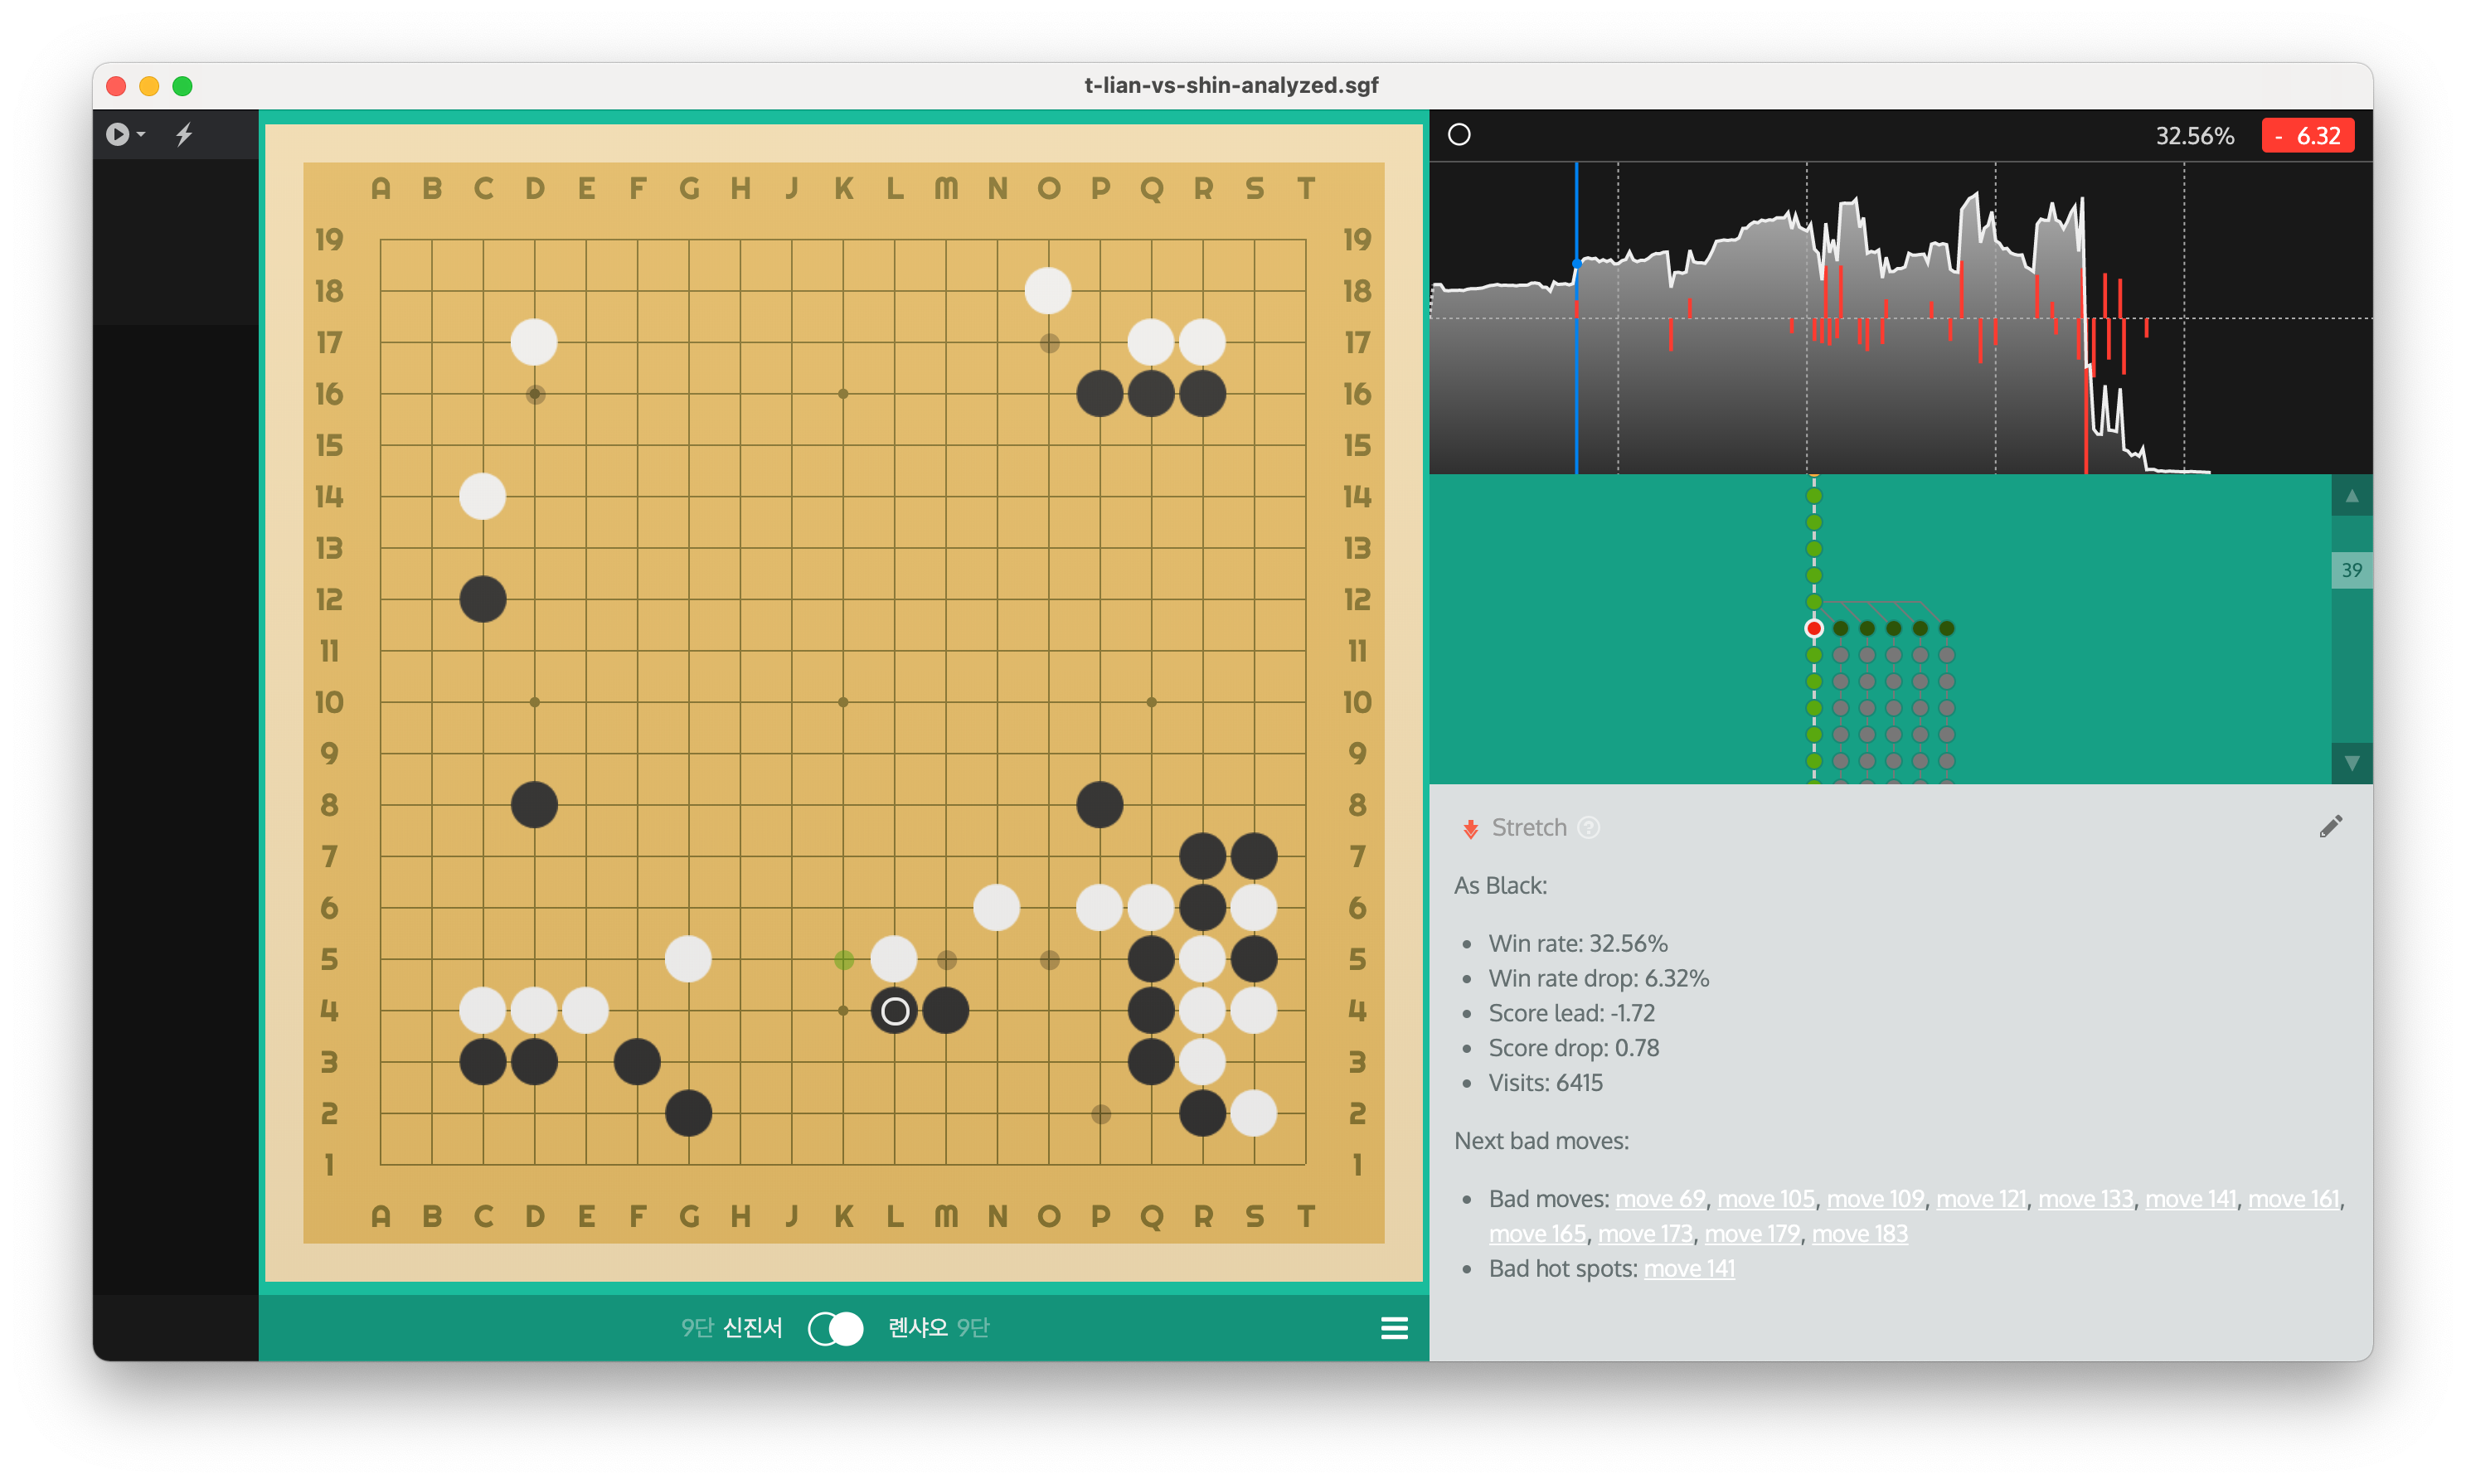 t-lian-vs-shin-analyzed.sgf
32.56% - 6.32
A B C D E F G H J K L M N O P Q R S T
19 19
18 18
17 17
16 16
15 15
14 14
13 13
12 12
11 11
10 10
9 9
8 8
7 7
6 6
5 5
4 4
3 3
2 2
1 1
A B C D E F G H J K L M N O P Q R S T
9단 신진서 롄샤오 9단
39
Stretch ?
As Black:
• Win rate: 32.56%
• Win rate drop: 6.32%
• Score lead: -1.72
• Score drop: 0.78
• Visits: 6415
Next bad moves:
• Bad moves: move 69, move 105, move 109, move 121, move 133, move 141, move 161,
move 165, move 173, move 179, move 183
• Bad hot spots: move 141